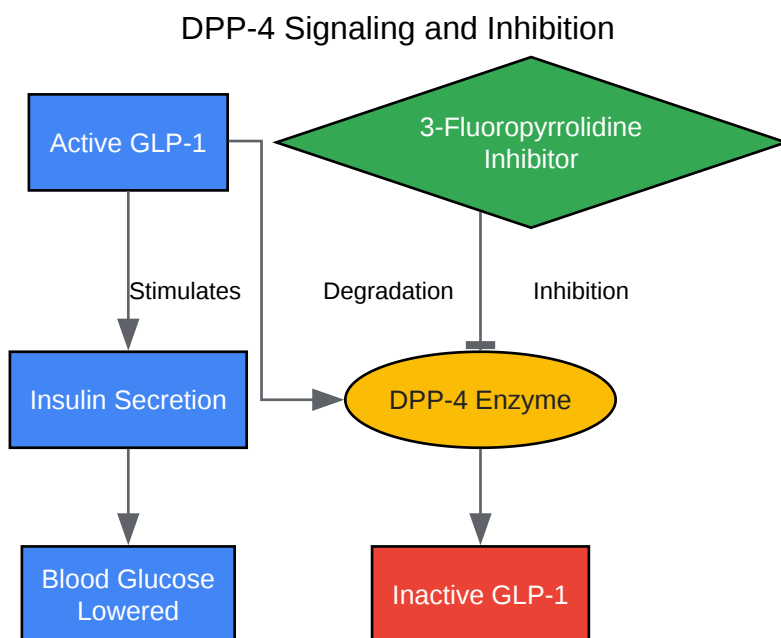 DPP-4 Signaling and Inhibition
Active GLP-1
3-Fluoropyrrolidine
Inhibitor
Stimulates
Degradation
Inhibition
Insulin Secretion
DPP-4 Enzyme
Blood Glucose
Lowered
Inactive GLP-1